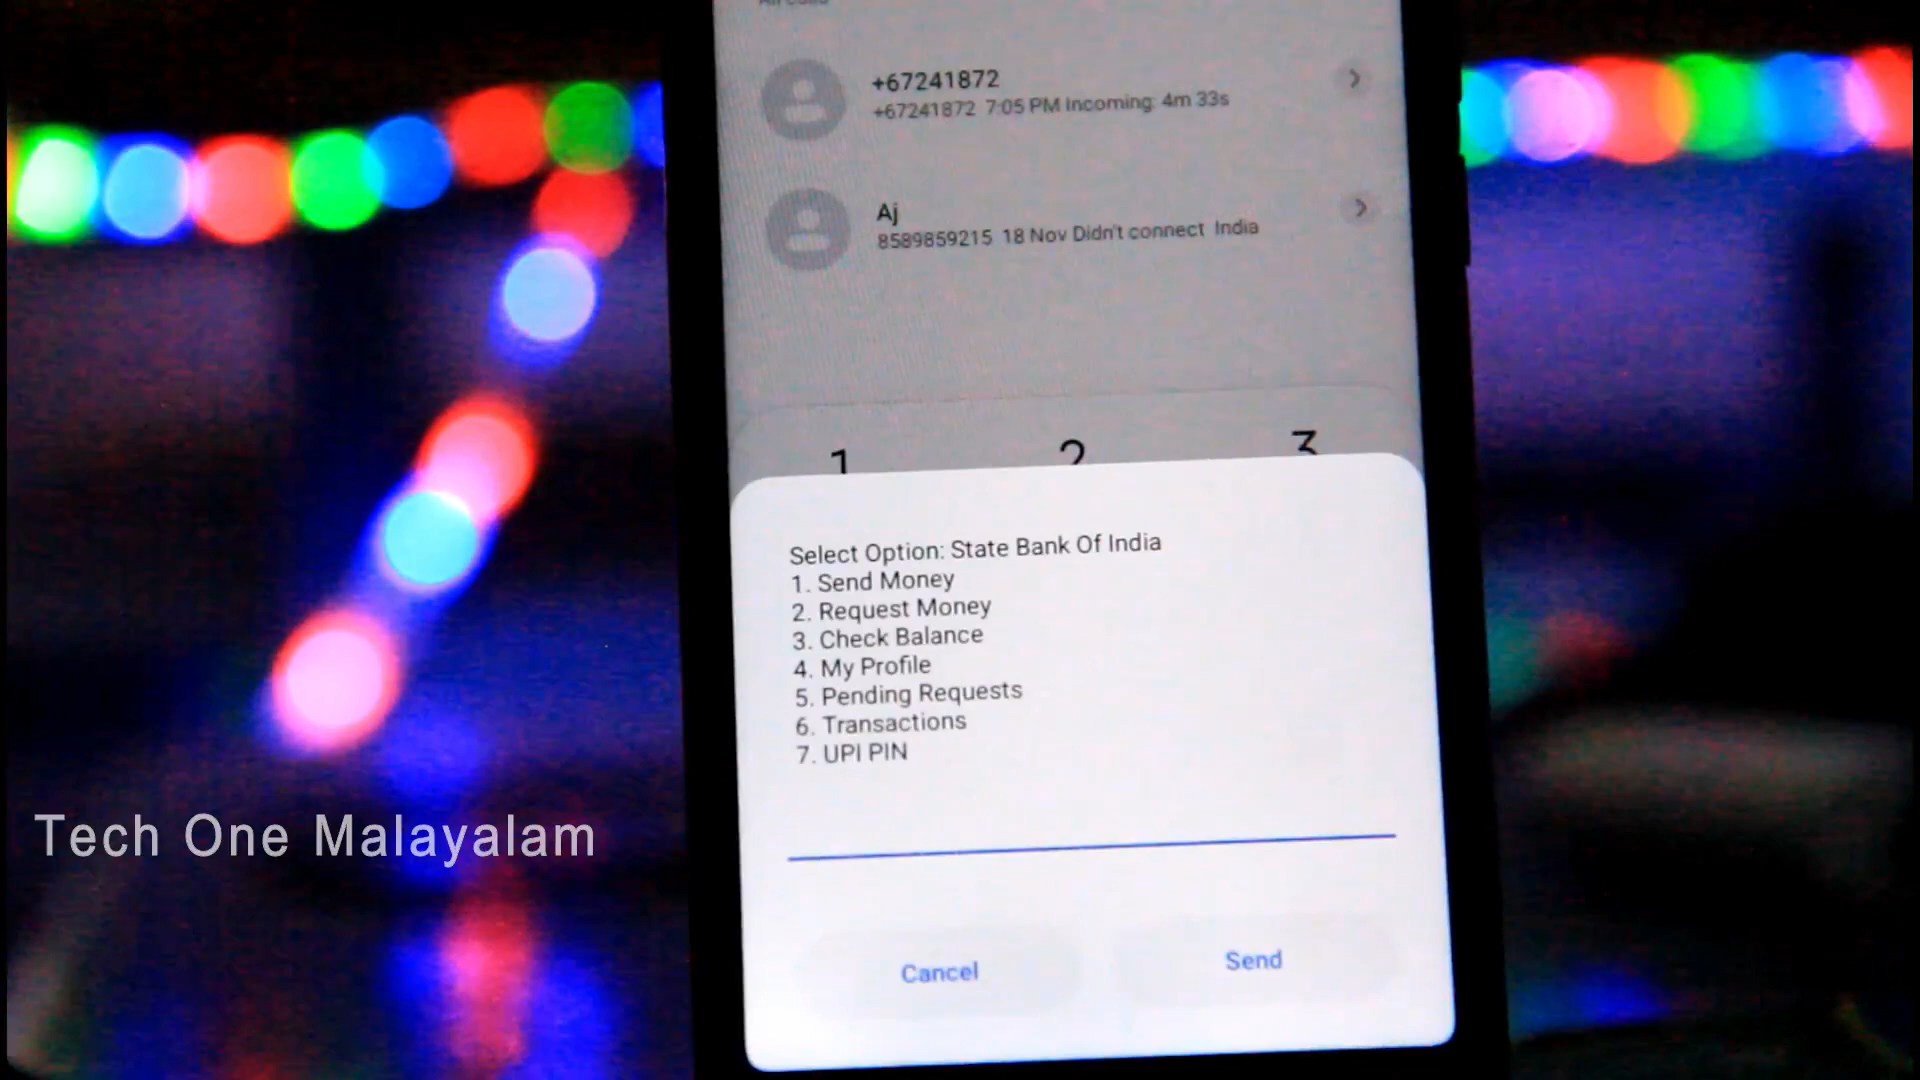 +67241872
+67241872 7:05 PM Incoming: 4m 33s
Aj
8589859215 18 Nov Didn't connect India
1 2 3
Select Option: State Bank Of India
1. Send Money
2. Request Money
3. Check Balance
4. My Profile
5. Pending Requests
6. Transactions
7. UPI PIN
Cancel Send
Tech One Malayalam